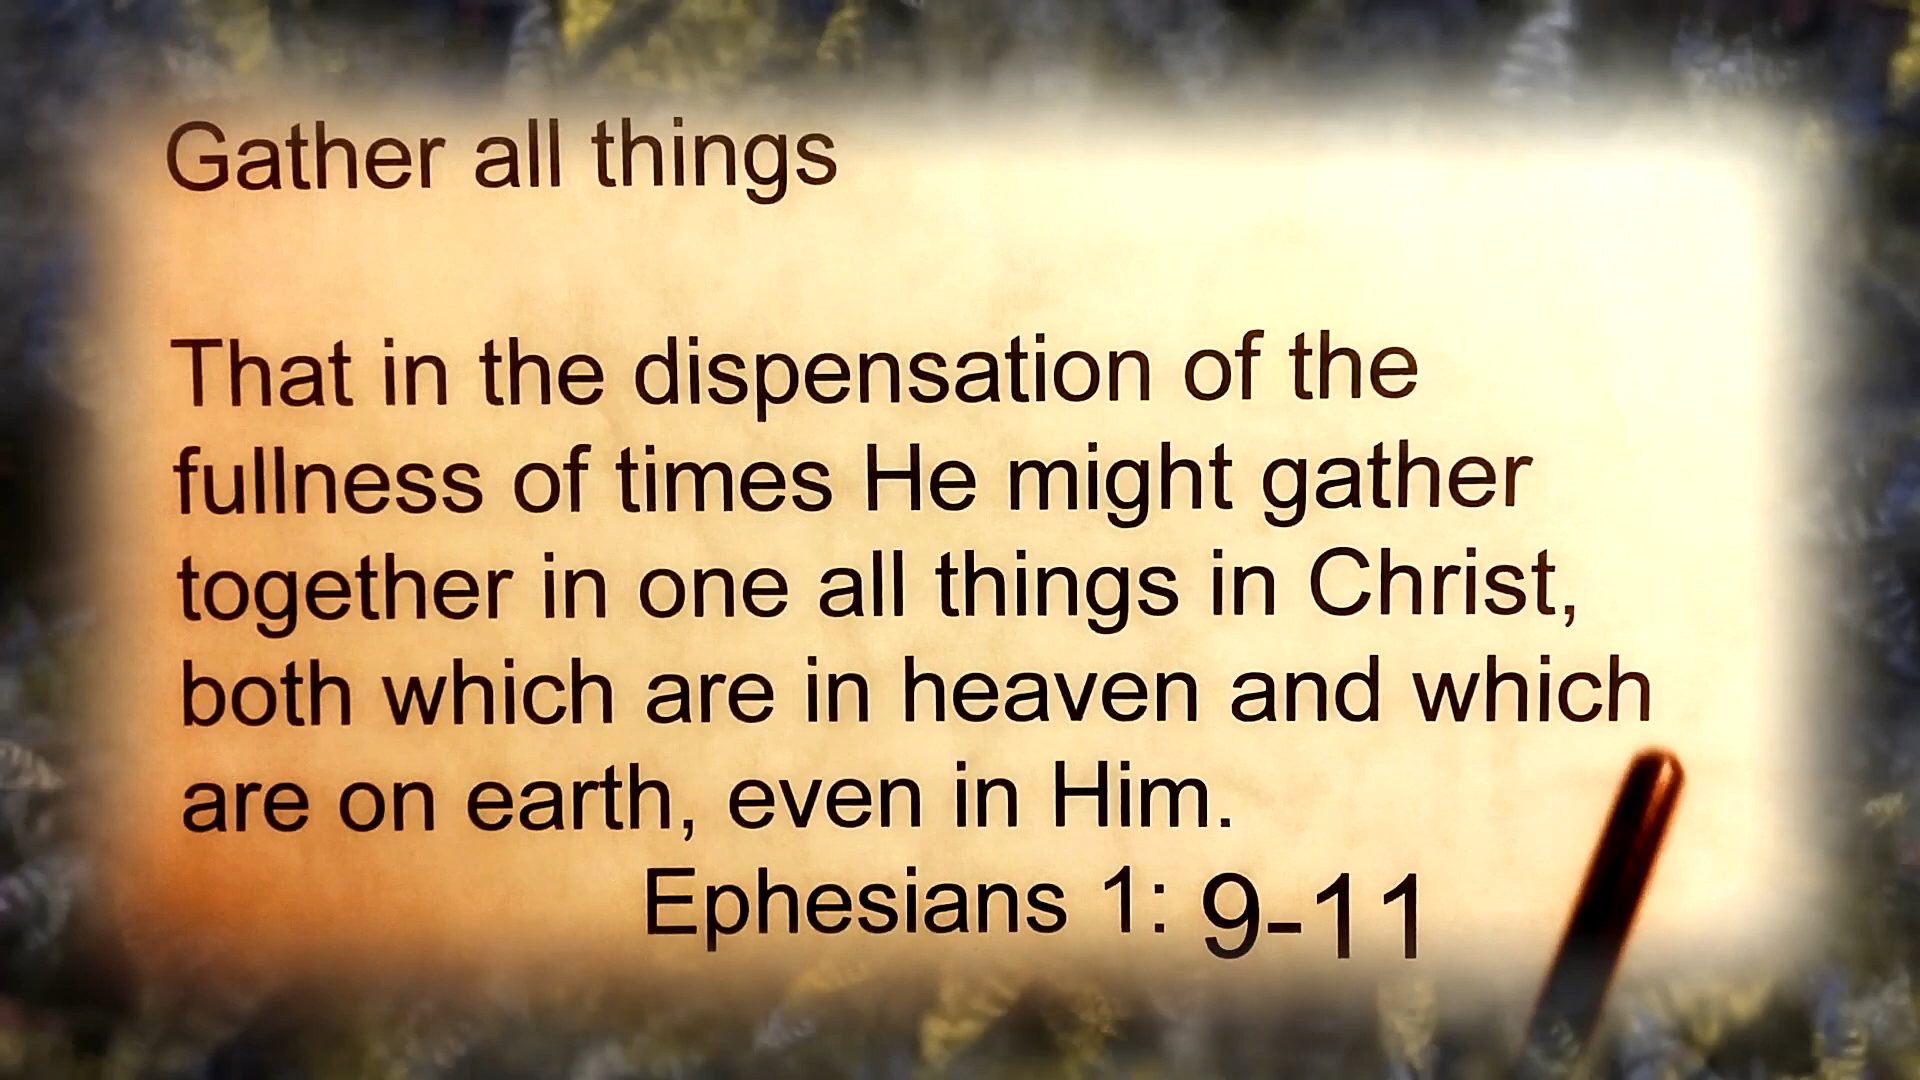 Gather all things
That in the dispensation of the
fullness of times He might gather
together in one all things in Christ,
both which are in heaven and which
are on earth, even in Him.
Ephesians 1: 9-11